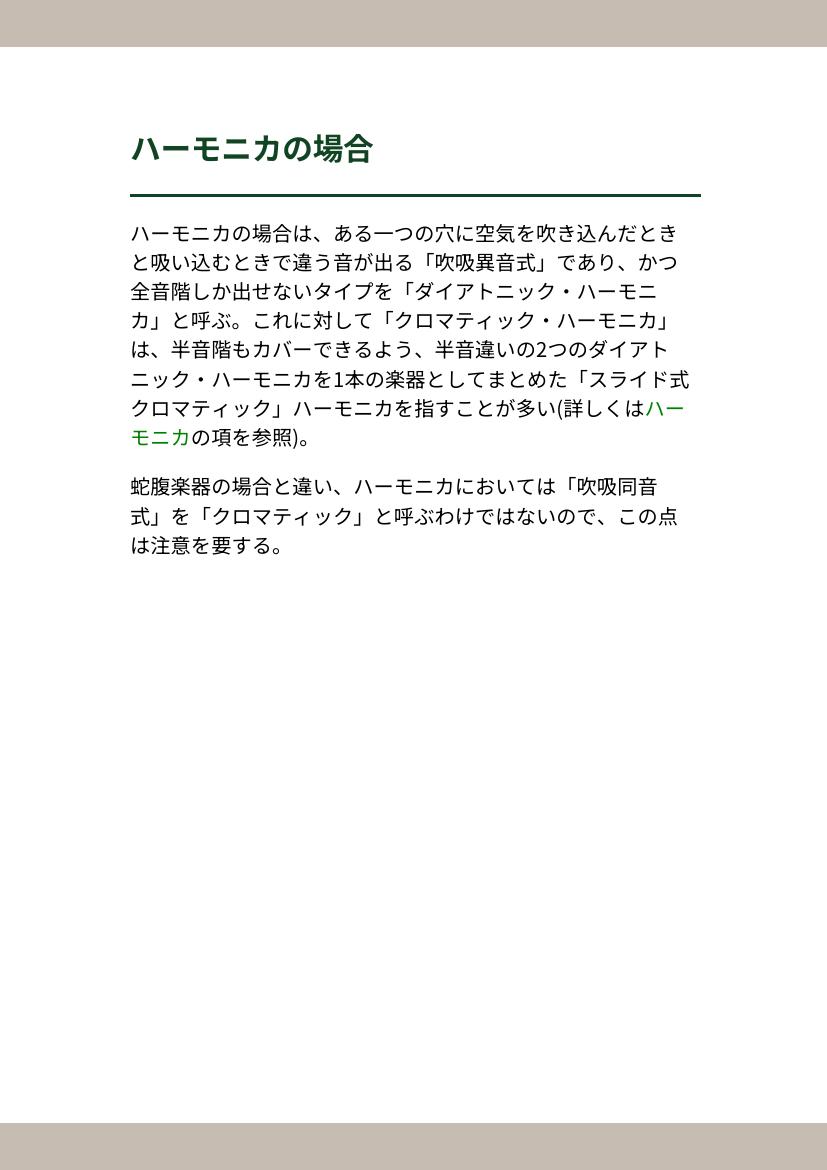 ハーモニカの場合
ハーモニカの場合は、ある一つの穴に空気を吹き込んだとき
と吸い込むときで違う音が出る「吹吸異音式」であり、かつ
全音階しか出せないタイプを「ダイアトニック・ハーモニ
カ」と呼ぶ。これに対して「クロマティック・ハーモニカ」
は、半音階もカバーできるよう、半音違いの2つのダイアト
ニック・ハーモニカを1本の楽器としてまとめた「スライド式
クロマティック」ハーモニカを指すことが多い(詳しくはハー
モニカの項を参照)。
蛇腹楽器の場合と違い、ハーモニカにおいては「吹吸同音
式」を「クロマティック」と呼ぶわけではないので、この点
は注意を要する。